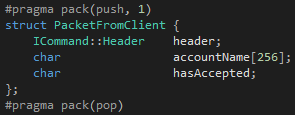 #pragma pack(push, 1)
struct PacketFromClient {
    ICommand::Header    header;
    char                accountName[256];
    char                hasAccepted;
};
#pragma pack(pop)